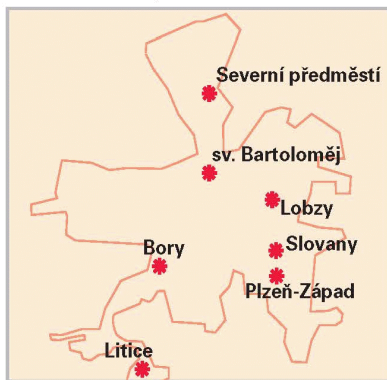 Severní předměstí
sv. Bartoloměj
Lobzy
Slovany
Bory
Plzeň-Západ
Litice